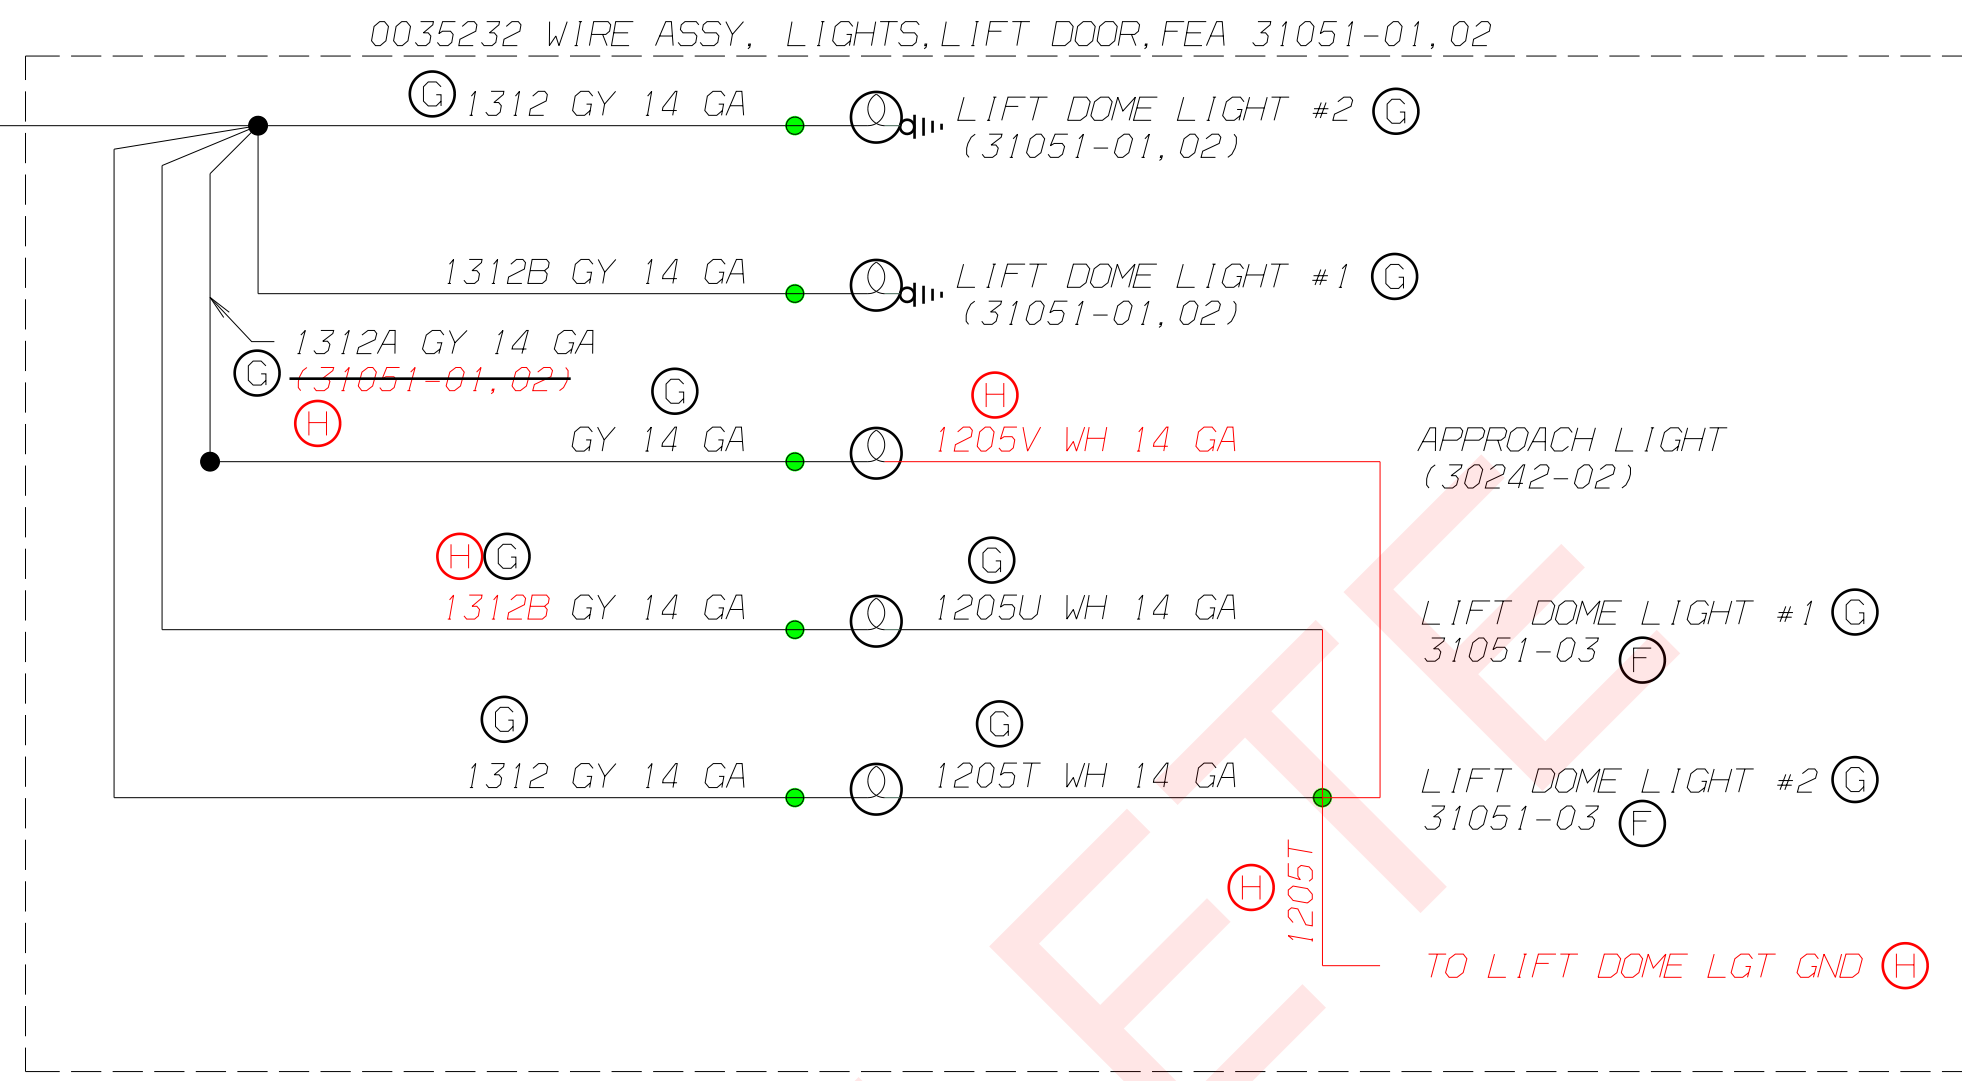 0035232 WIRE ASSY, LIGHTS,LIFT DOOR,FEA 31051-01,02
G 1312 GY 14 GA LIFT DOME LIGHT #2 G
(31051-01,02)
1312B GY 14 GA LIFT DOME LIGHT #1 G
(31051-01,02)
1312A GY 14 GA
G (31051-01,02)
H
G H
GY 14 GA 1205V WH 14 GA APPROACH LIGHT
(30242-02)
H G G
1312B GY 14 GA 1205U WH 14 GA LIFT DOME LIGHT #1 G
31051-03 F
G G
1312 GY 14 GA 1205T WH 14 GA LIFT DOME LIGHT #2 G
31051-03 F
H 1205T
TO LIFT DOME LGT GND H
ETE